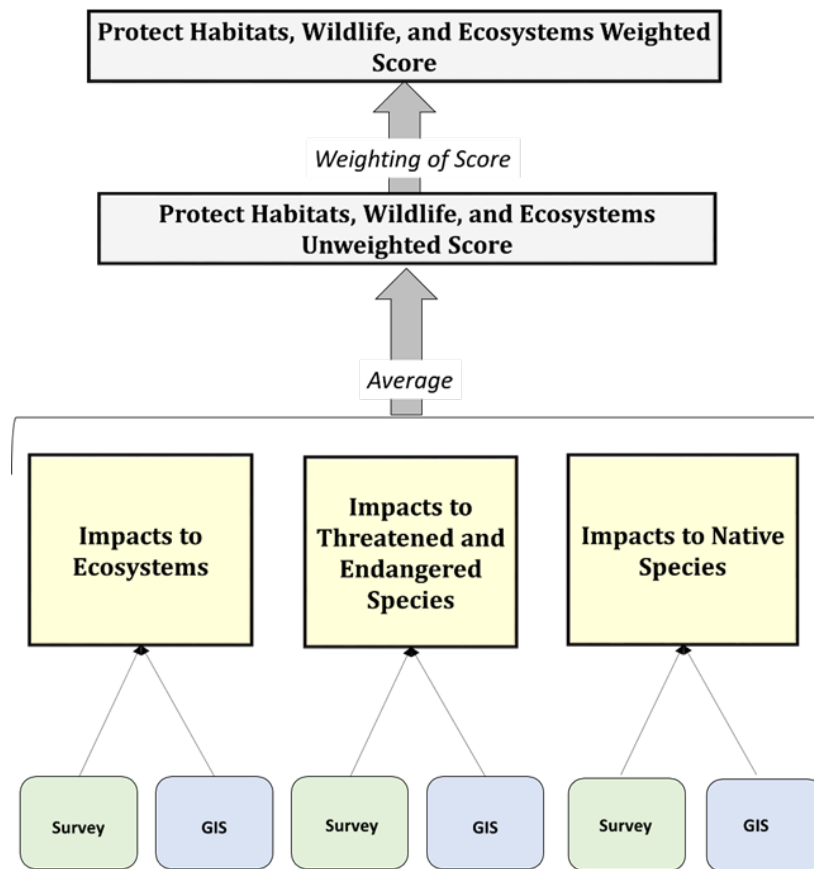 Protect Habitats, Wildlife, and Ecosystems Weighted
Score
Weighting of Score
Protect Habitats, Wildlife, and Ecosystems
Unweighted Score
Average
Impacts to
Ecosystems
Impacts to
Threatened and
Endangered
Species
Impacts to Native
Species
Survey
GIS
Survey
GIS
Survey
GIS